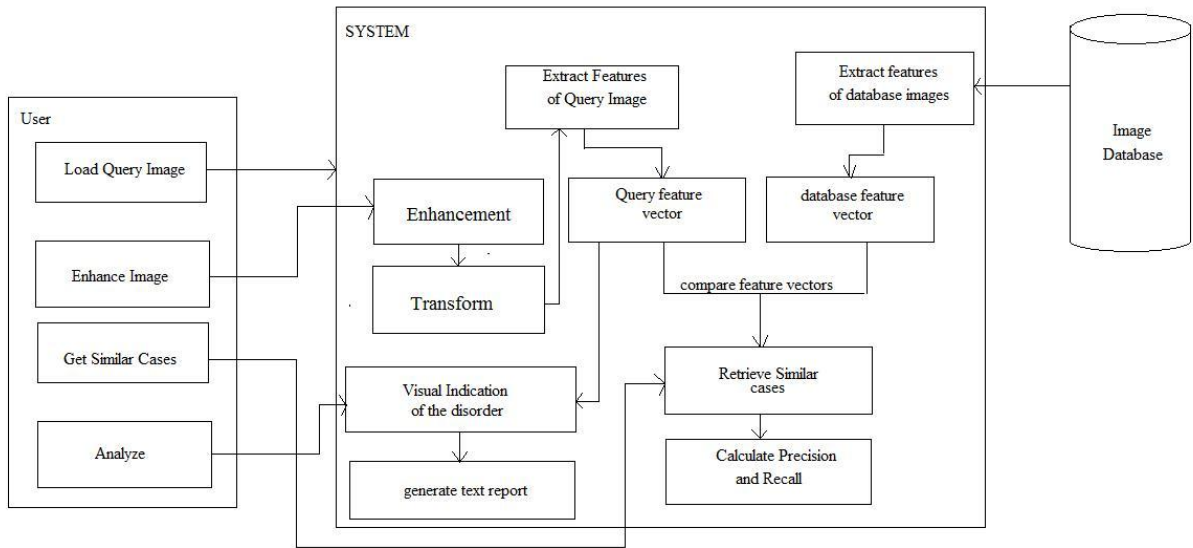 SYSTEM
User
Load Query Image
Enhance Image
Get Similar Cases
Analyze
Extract Features
of Query Image
Extract features
of database images
Image
Database
Enhancement
Transform
Query feature
vector
database feature
vector
compare feature vectors
Visual Indication
of the disorder
generate text report
Retrieve Similar
cases
Calculate Precision
and Recall